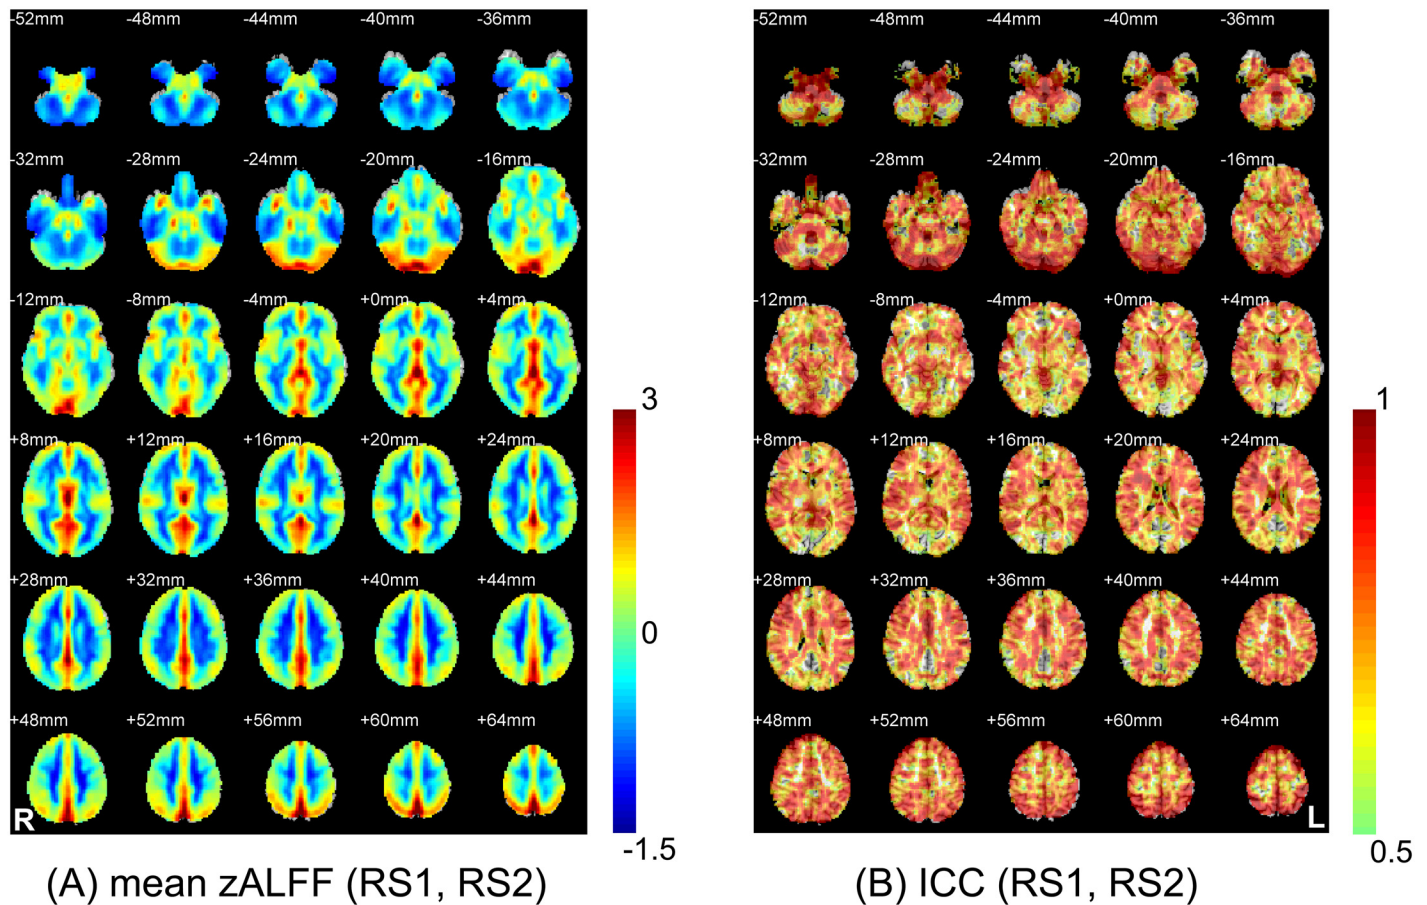 -52mm -48mm -44mm -40mm -36mm
-32mm -28mm -24mm -20mm -16mm
-12mm -8mm -4mm +0mm +4mm
+8mm +12mm +16mm +20mm +24mm
+28mm +32mm +36mm +40mm +44mm
+48mm +52mm +56mm +60mm +64mm
R
3
0
-1.5
(A) mean zALFF (RS1, RS2)
-52mm -48mm -44mm -40mm -36mm
-32mm -28mm -24mm -20mm -16mm
-12mm -8mm -4mm +0mm +4mm
+8mm +12mm +16mm +20mm +24mm
+28mm +32mm +36mm +40mm +44mm
+48mm +52mm +56mm +60mm +64mm
L
1
0.5
(B) ICC (RS1, RS2)